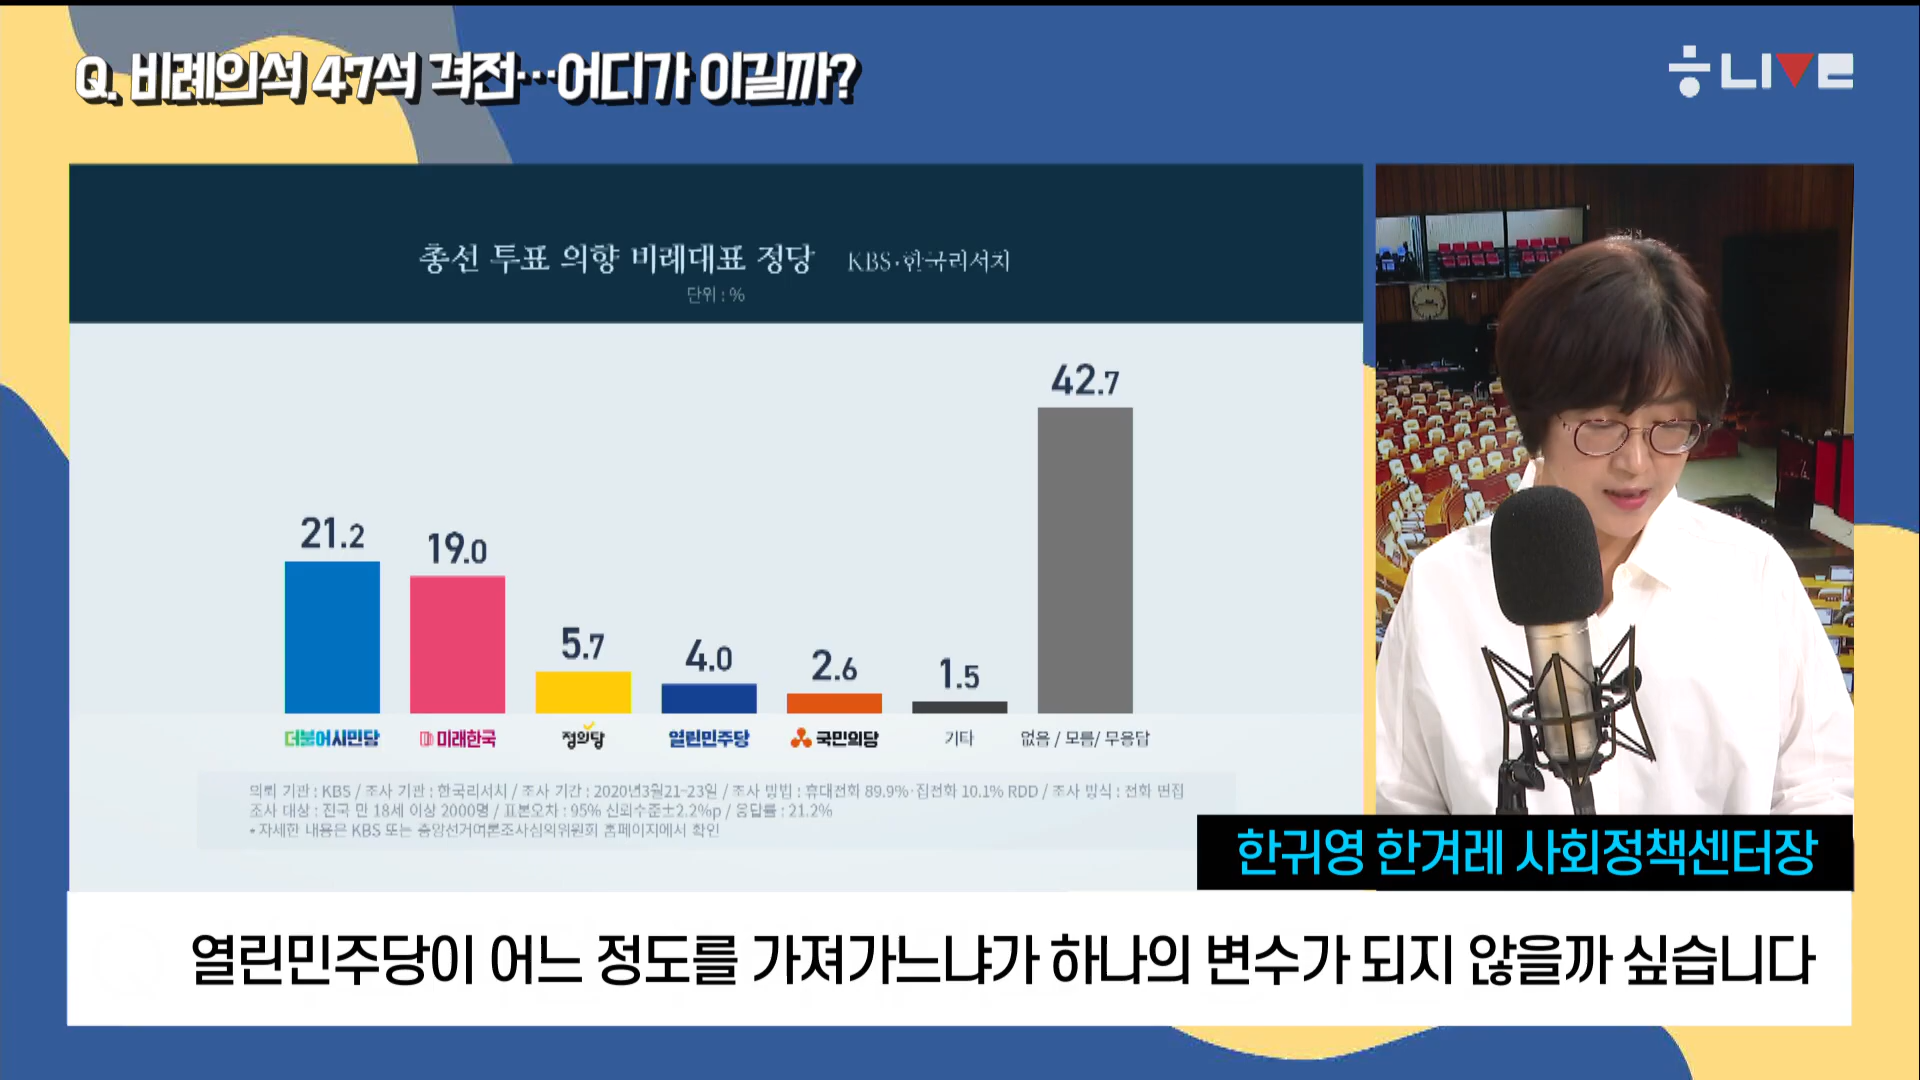 Q. 비례의석 47석 격전…어디가 이길까?
LIVE
총선 투표 의향 비례대표 정당 KBS·한국리서치
단위 : %
42.7
21.2
19.0
5.7
4.0
2.6
1.5
더불어시민당 미래한국 정의당 열린민주당 국민의당 기타 없음 / 모름/ 무응답
의뢰 기관 : KBS / 조사 기관 : 한국리서치 / 조사 기간 : 2020년3월21-23일 / 조사 방법 : 휴대전화 89.9%·집전화 10.1% RDD / 조사 방식 : 전화 면접
조사 대상 : 전국 만 18세 이상 2000명 / 표본오차 : 95% 신뢰수준±2.2%p / 응답률 : 21.2%
* 자세한 내용은 KBS 또는 중앙선거여론조사심의위원회 홈페이지에서 확인
한귀영 한겨레 사회정책센터장
열린민주당이 어느 정도를 가져가느냐가 하나의 변수가 되지 않을까 싶습니다